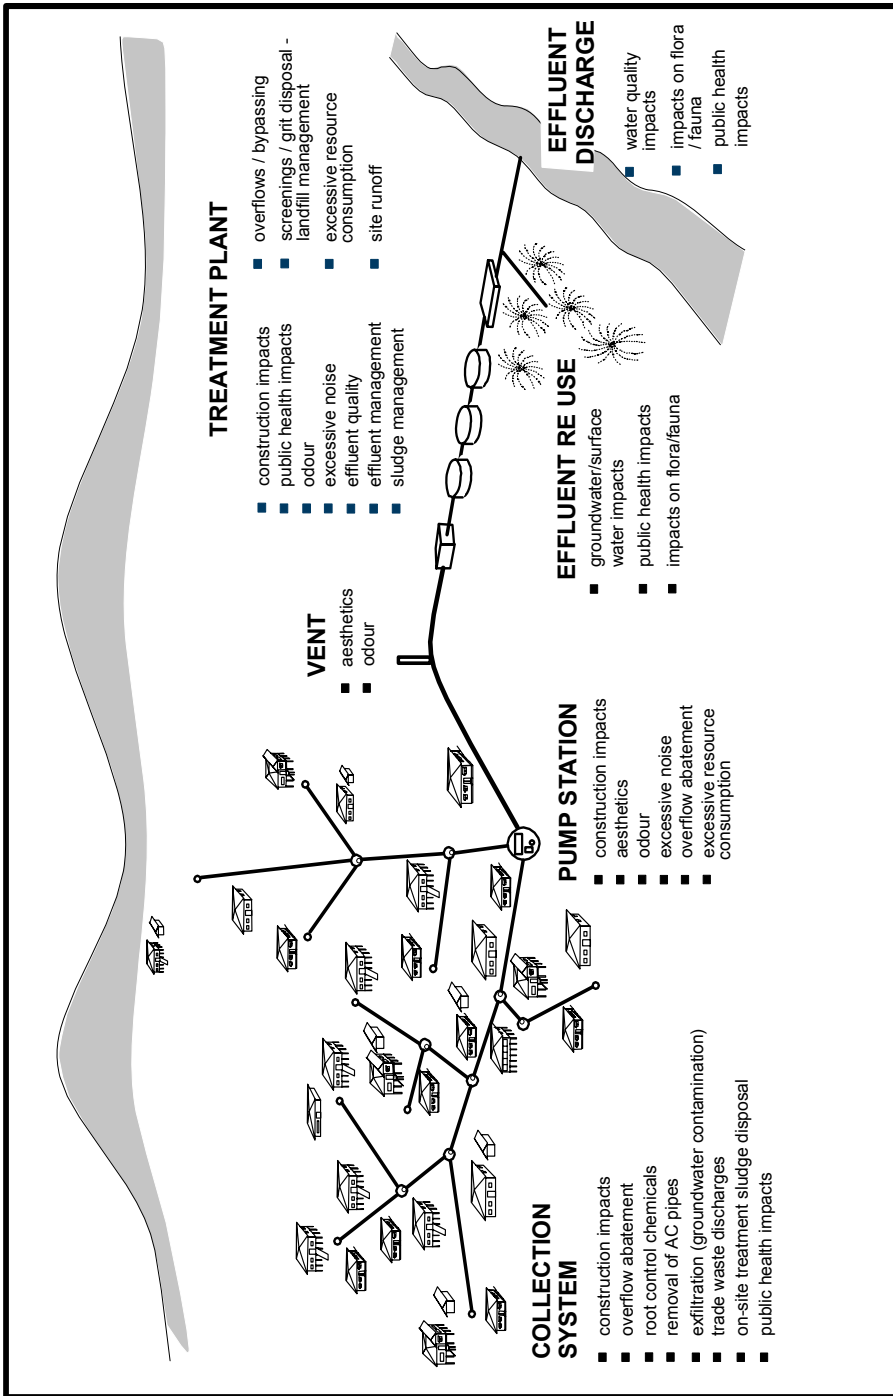 TREATMENT PLANT
construction impacts
public health impacts
odour
excessive noise
effluent quality
effluent management
sludge management
overflows / bypassing
screenings / grit disposal -
landfill management
excessive resource
consumption
site runoff
VENT
aesthetics
odour
EFFLUENT
DISCHARGE
water quality
impacts
impacts on flora
/ fauna
public health
impacts
COLLECTION
SYSTEM
construction impacts
overflow abatement
root control chemicals
removal of AC pipes
exfiltration (groundwater contamination)
trade waste discharges
on-site treatment sludge disposal
public health impacts
PUMP STATION
construction impacts
aesthetics
odour
excessive noise
overflow abatement
excessive resource
consumption
EFFLUENT RE USE
groundwater/surface
water impacts
public health impacts
impacts on flora/fauna